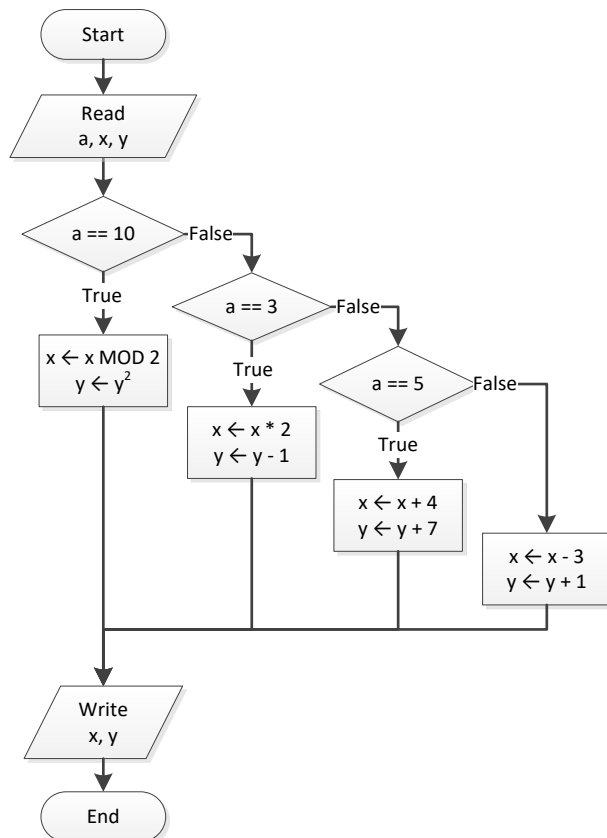 Start
Read
a, x, y
a == 10
False
True
x ← x MOD 2
y ← y²
a == 3
False
True
x ← x * 2
y ← y - 1
a == 5
False
True
x ← x + 4
y ← y + 7
x ← x - 3
y ← y + 1
Write
x, y
End